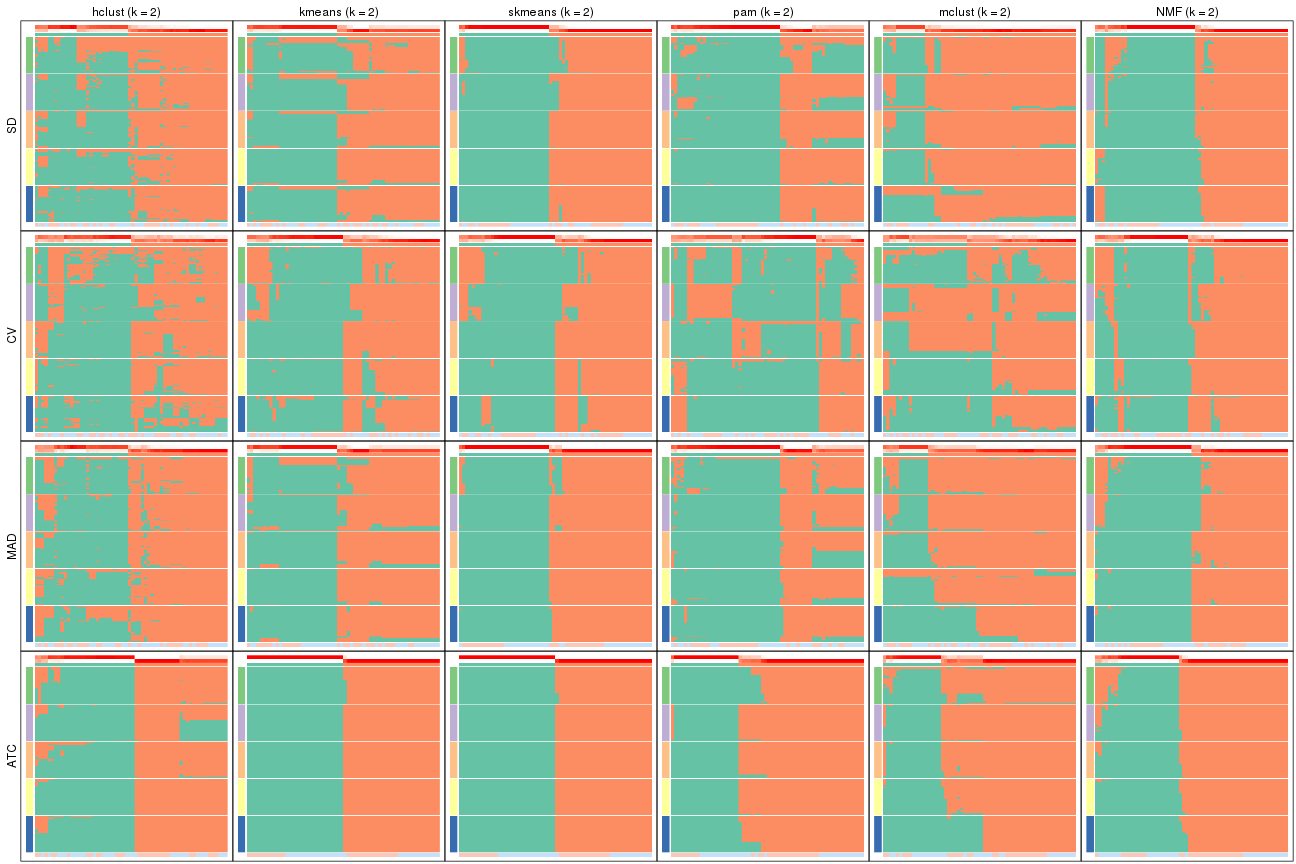 hclust (k = 2)
kmeans (k = 2)
skmeans (k = 2)
pam (k = 2)
mclust (k = 2)
NMF (k = 2)
SD
CV
MAD
ATC